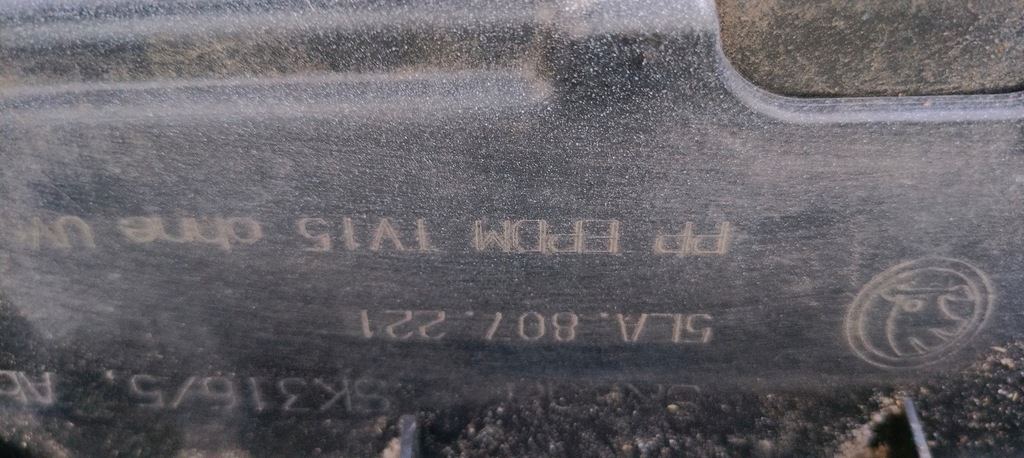 PP EPDM TV15 ohne
5LA.807.221
SK316/5,